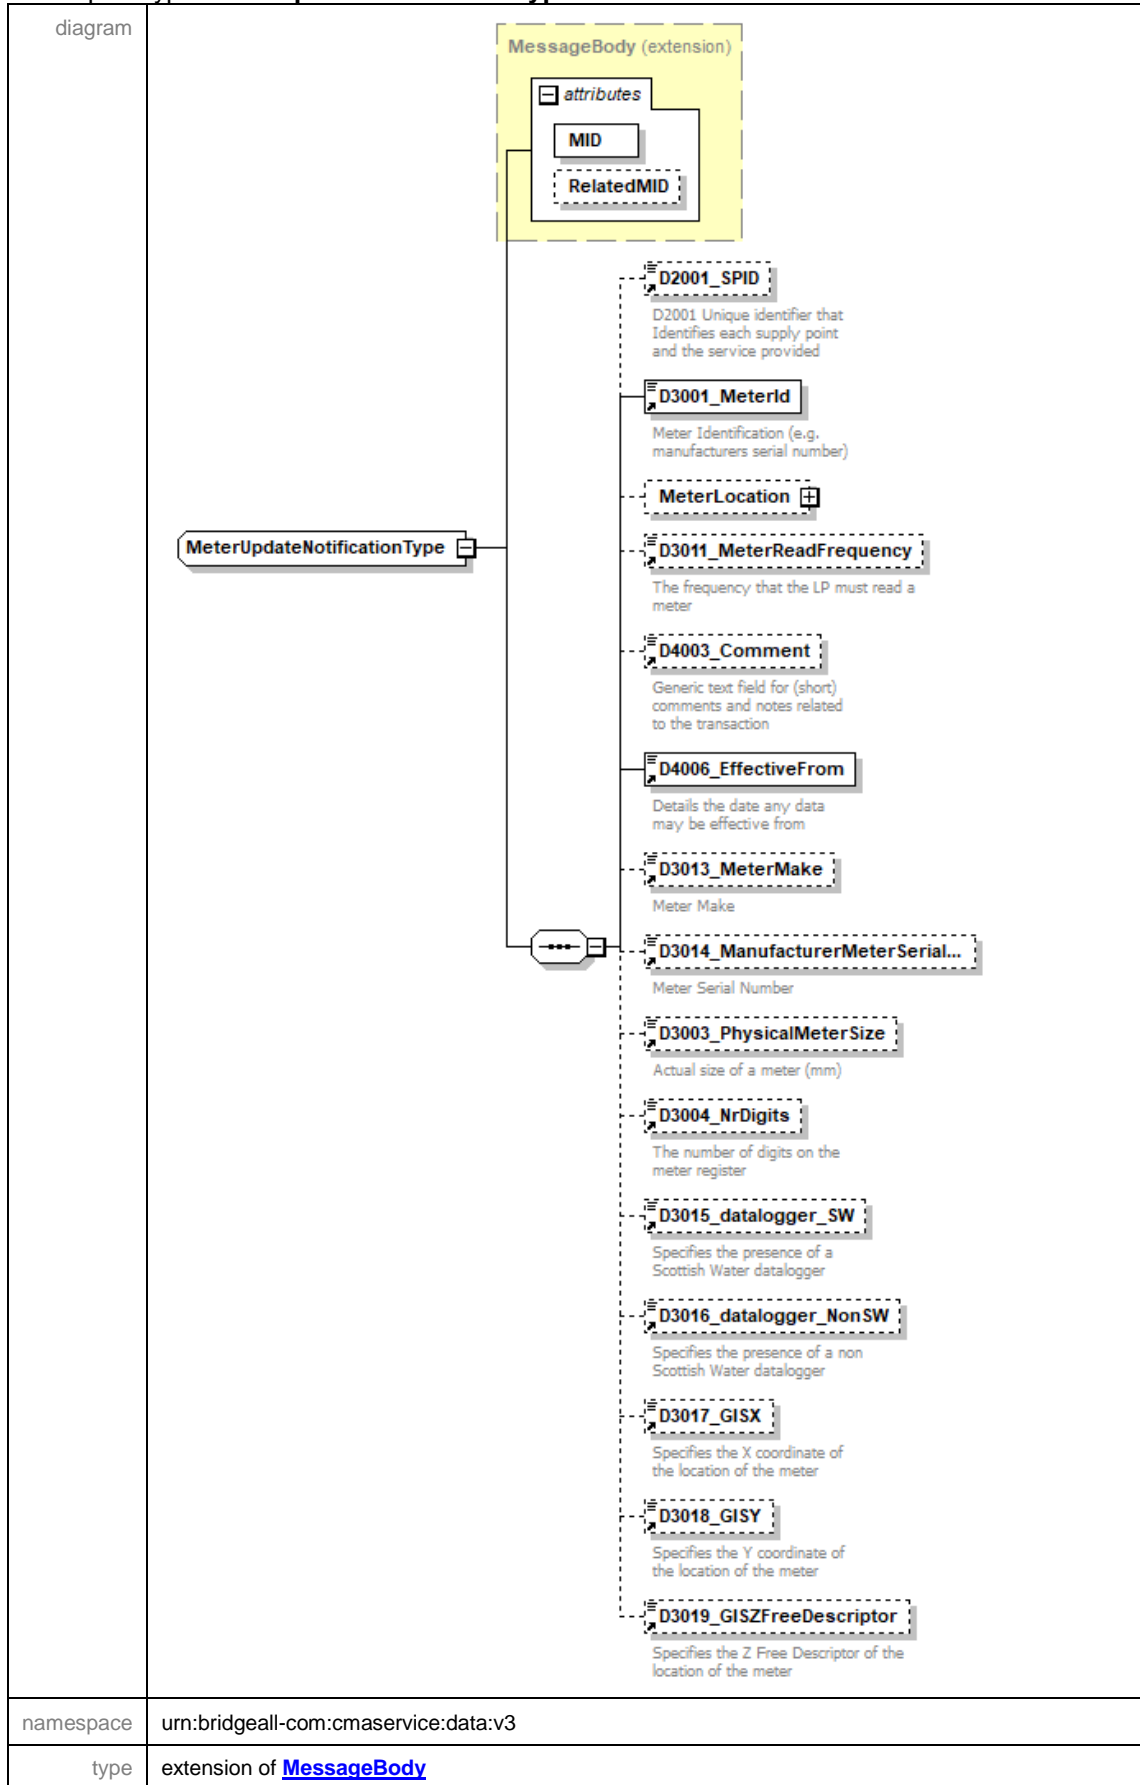 diagram
MessageBody (extension)
attributes
MID
RelatedMID
D2001_SPID
D2001 Unique identifier that
Identifies each supply point
and the service provided
D3001_MeterId
Meter Identification (e.g.
manufacturers serial number)
MeterLocation
MeterUpdateNotificationType
D3011_MeterReadFrequency
The frequency that the LP must read a
meter
D4003_Comment
Generic text field for (short)
comments and notes related
to the transaction
D4006_EffectiveFrom
Details the date any data
may be effective from
D3013_MeterMake
Meter Make
D3014_ManufacturerMeterSerial...
Meter Serial Number
D3003_PhysicalMeterSize
Actual size of a meter (mm)
D3004_NrDigits
The number of digits on the
meter register
D3015_datalogger_SW
Specifies the presence of a
Scottish Water datalogger
D3016_datalogger_NonSW
Specifies the presence of a non
Scottish Water datalogger
D3017_GISX
Specifies the X coordinate of
the location of the meter
D3018_GISY
Specifies the Y coordinate of
the location of the meter
D3019_GISZFreeDescriptor
Specifies the Z Free Descriptor of the
location of the meter
namespace urn:bridgeall-com:cmaservice:data:v3
type extension of MessageBody